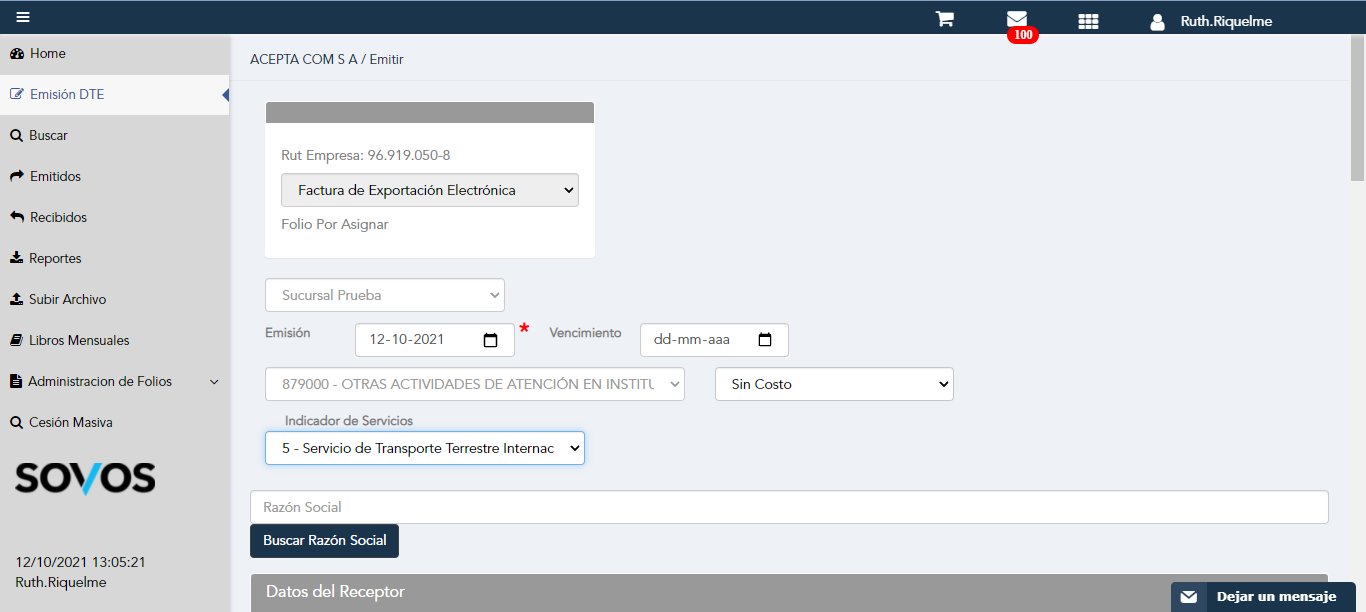 Ruth.Riquelme
100
Home
ACEPTA COM S A / Emitir
Emisión DTE
Buscar
Emitidos
Recibidos
Reportes
Subir Archivo
Libros Mensuales
Administracion de Folios
Cesión Masiva
SOVOS
12/10/2021 13:05:21
Ruth.Riquelme
Rut Empresa: 96.919.050-8
Factura de Exportación Electrónica
Folio Por Asignar
Sucursal Prueba
Emisión 12-10-2021 * Vencimiento dd-mm-aaa
879000 - OTRAS ACTIVIDADES DE ATENCIÓN EN INSTITU Sin Costo
Indicador de Servicios
5 - Servicio de Transporte Terrestre Internac
Razón Social
Buscar Razón Social
Datos del Receptor
Dejar un mensaje